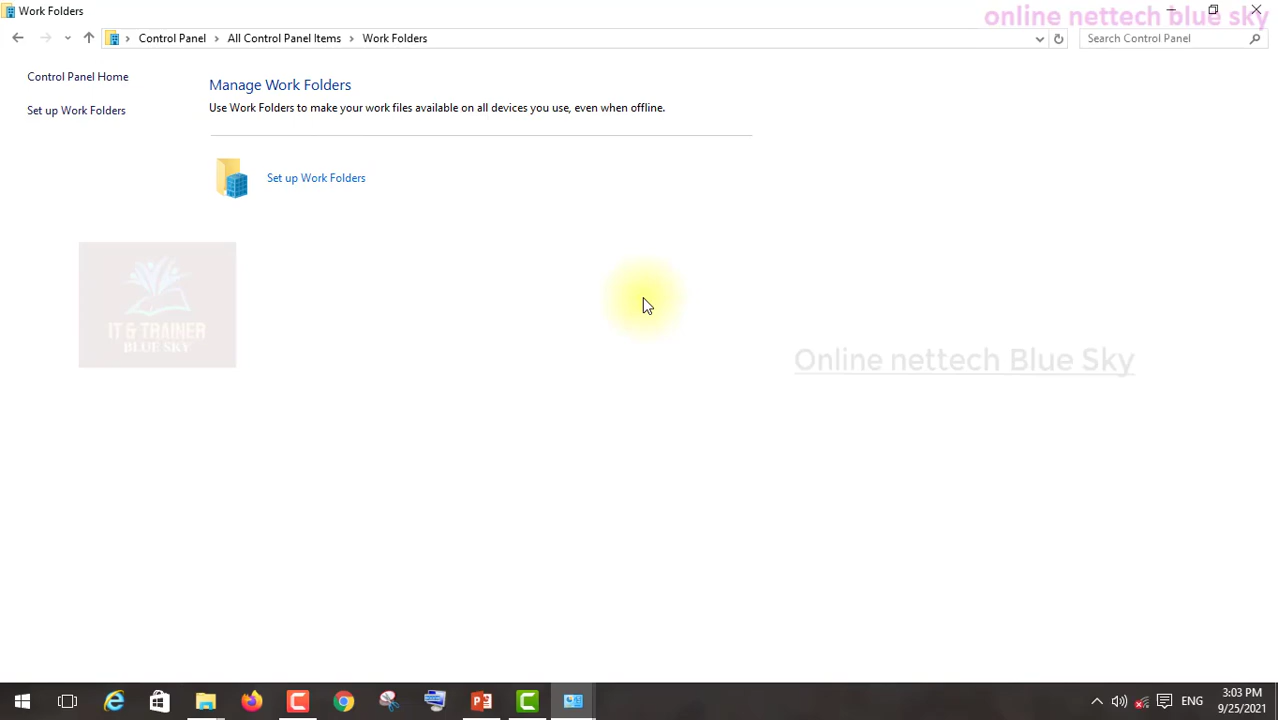 Work Folders
online nettech blue sky
Control Panel
All Control Panel Items
Work Folders
Search Control Panel
Control Panel Home
Set up Work Folders
Manage Work Folders
Use Work Folders to make your work files available on all devices you use, even when offline.
Set up Work Folders
IT & TRAINER
BLUE SKY
Online nettech Blue Sky
ENG
3:03 PM
9/25/2021